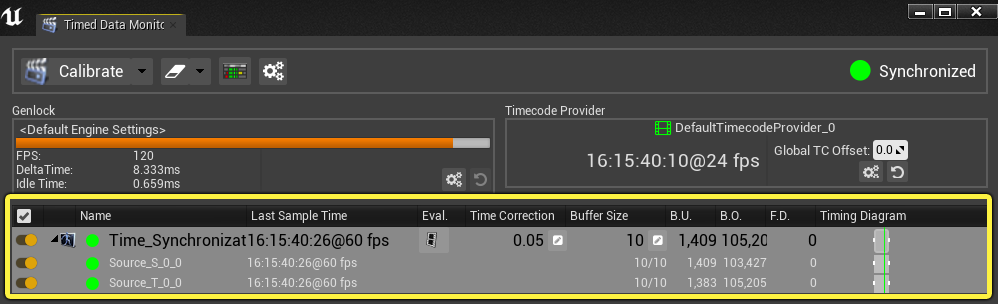 Timed Data Monito
Calibrate
Synchronized
Genlock
Timecode Provider
<Default Engine Settings>
DefaultTimecodeProvider_0
FPS: 120
DeltaTime: 8.333ms
Idle Time: 0.659ms
16:15:40:10@24 fps
Global TC Offset: 0.0
Name Last Sample Time Eval. Time Correction Buffer Size B.U. B.O. F.D. Timing Diagram
Time_Synchronizat 16:15:40:26@60 fps 0.05 10 1,409 105,20 0
Source_S_0_0 16:15:40:26@60 fps 10/10 1,409 103,427 0
Source_T_0_0 16:15:40:26@60 fps 10/10 1,383 105,205 0